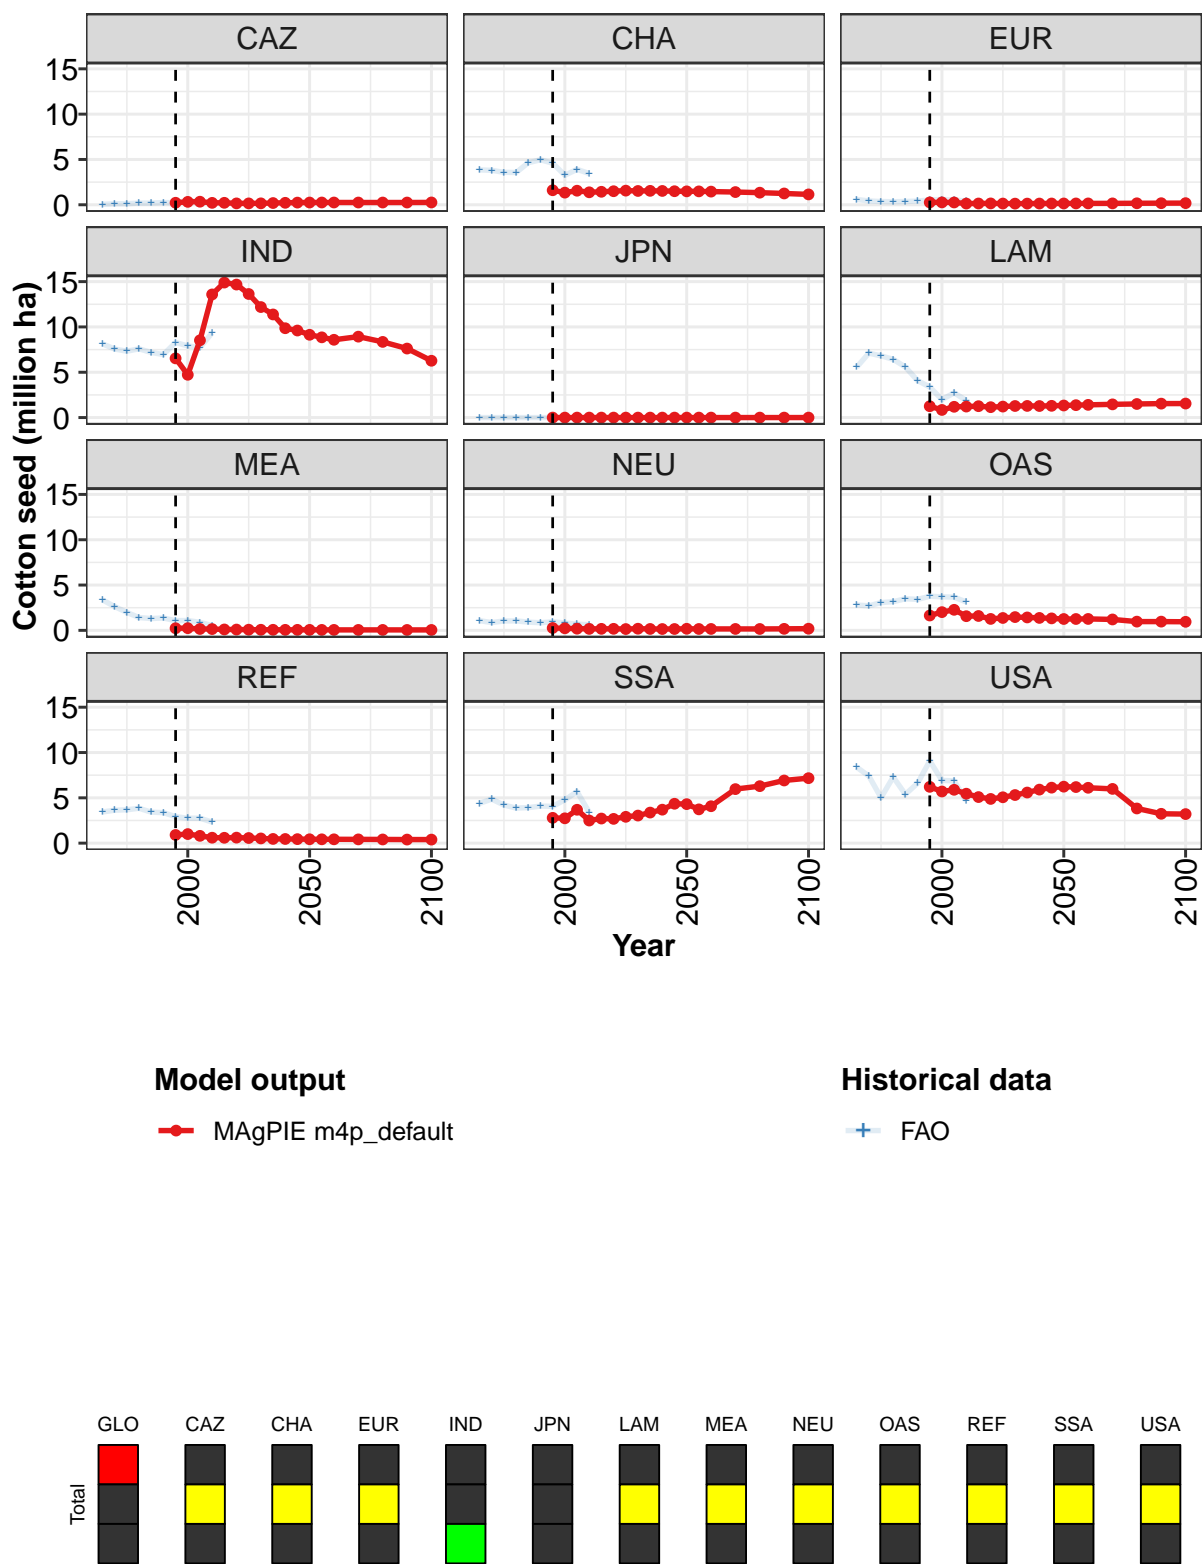 CAZ CHA EUR
15
10
5
0
IND JPN LAM
15
10
5
0
MEA NEU OAS
15
10
5
0
REF SSA USA
15
10
5
0
Cotton seed (million ha)
2000 2050 2100 2000 2050 2100 2000 2050 2100
Year
Model output Historical data
MAgPIE m4p_default FAO
GLO CAZ CHA EUR IND JPN LAM MEA NEU OAS REF SSA USA
Total